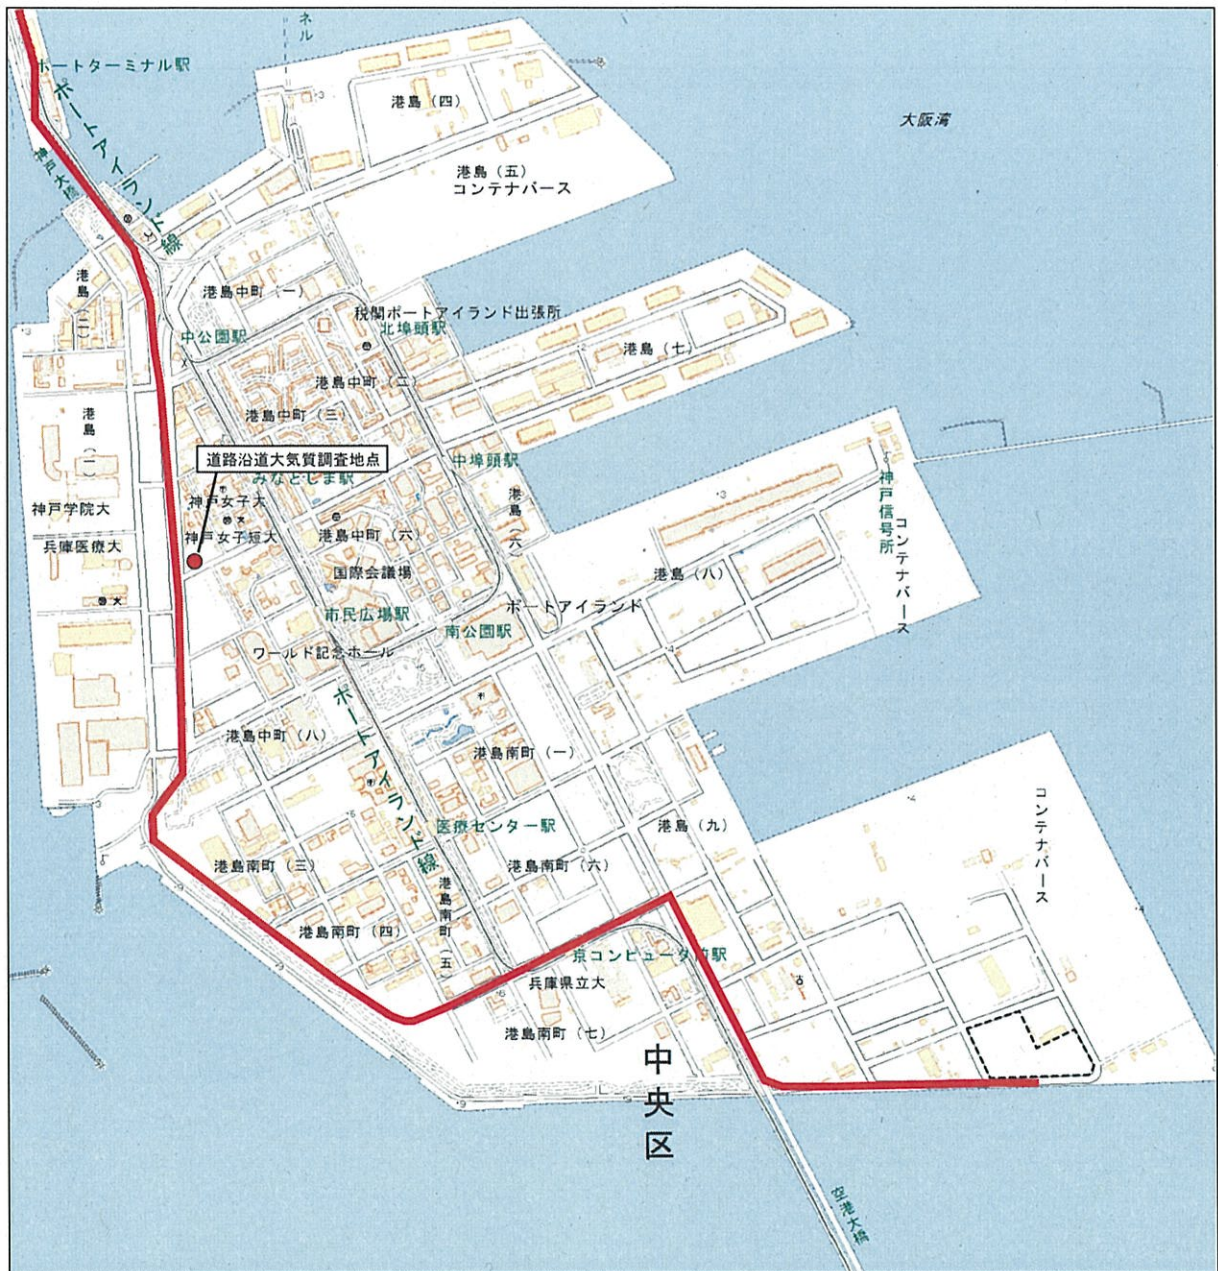 ネル
ポートターミナル駅
ポートアイランド線
神戸大橋
港島（四）
大阪湾
港島（五）
コンテナバース
港島（二）
港島中町（一）
税関ポートアイランド出張所
中公園駅
北埠頭駅
港島（七）
港島中町（二）
港島（一）
港島中町（三）
道路沿道大気質調査地点
中埠頭駅
みなとじま駅
神戸信号所
神戸女子大
港島（六）
神戸学院大
神戸女子短大
港島中町（六）
コンテナバース
兵庫医療大
国際会議場
港島（八）
市民広場駅
ポートアイランド
南公園駅
ワールド記念ホール
ポートアイランド線
港島中町（八）
港島南町（一）
コンテナバース
医療センター駅
港島（九）
港島南町（三）
港島南町（六）
港島南町（五）
港島南町（四）
京コンピュータ前駅
兵庫県立大
港島南町（七）
中央区
空港大橋